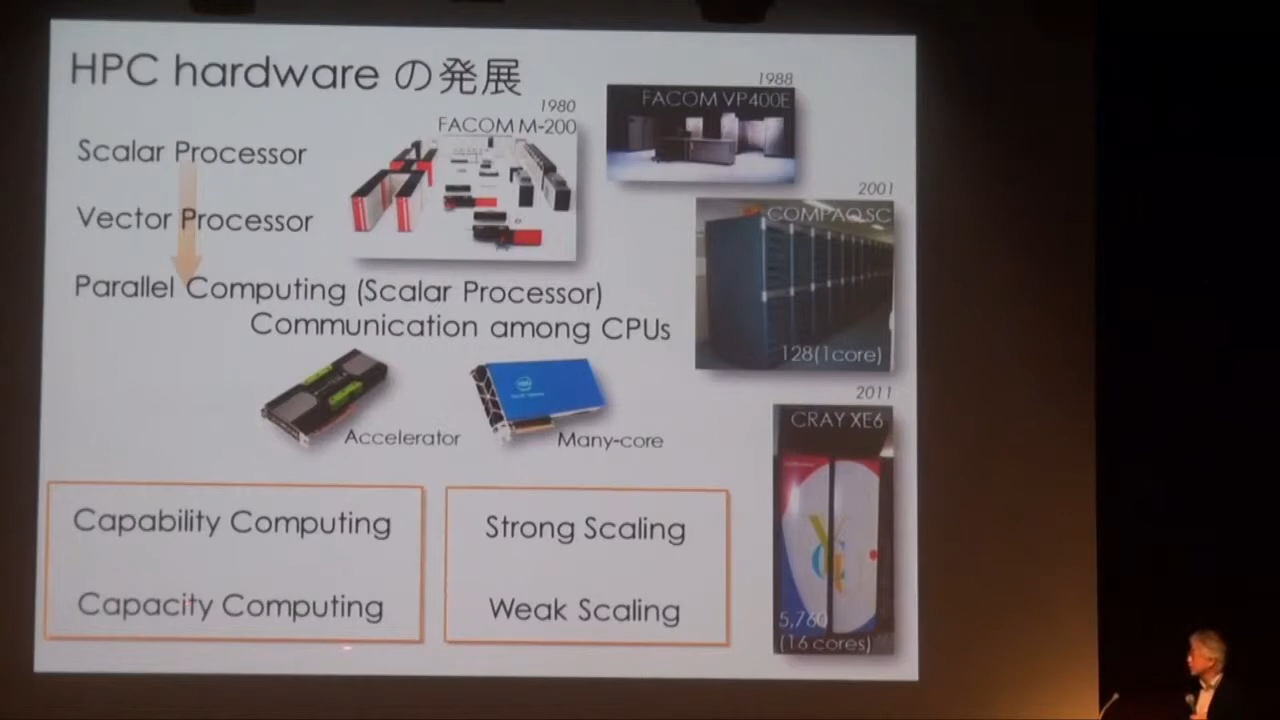 HPC hardware の発展
1988
FACOM VP400E
1980
FACOM M-200
Scalar Processor
Vector Processor
2001
COMPAQ SC
128(1core)
Parallel Computing (Scalar Processor)
Communication among CPUs
Accelerator
Many-core
2011
CRAY XE6
5,760
(16 cores)
Capability Computing
Capacity Computing
Strong Scaling
Weak Scaling